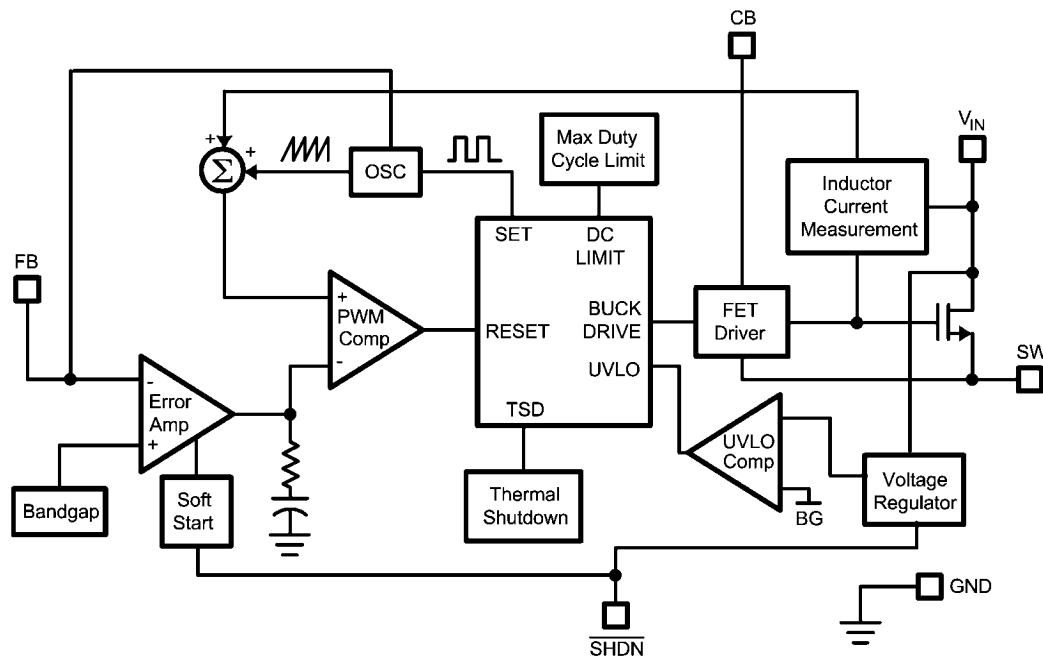 CB
V_IN
+
+
Σ
OSC
Max Duty
Cycle Limit
Inductor
Current
Measurement
SET
DC
LIMIT
FB
+
PWM
Comp
-
RESET
BUCK
DRIVE
FET
Driver
SW
UVLO
-
Error
Amp
+
TSD
UVLO
Comp
BG
Voltage
Regulator
Bandgap
Soft
Start
Thermal
Shutdown
GND
SHDN